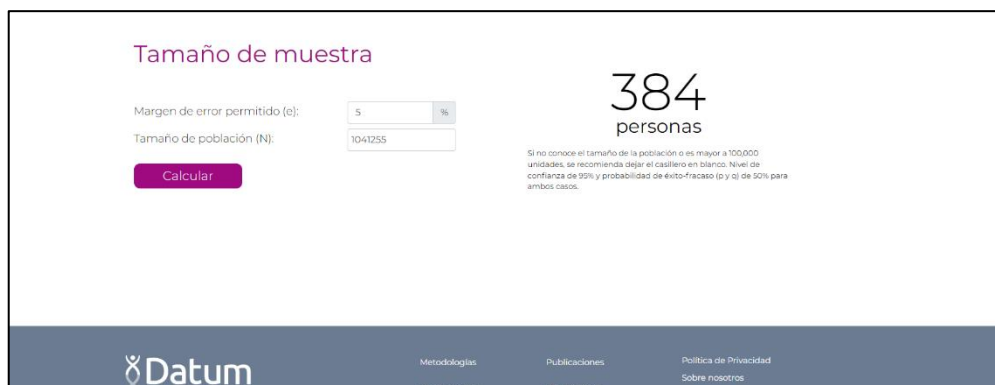 Tamaño de muestra
Margen de error permitido (e):
5 %
Tamaño de población (N):
1041255
Calcular
384
personas
Si no conoce el tamaño de la población o es mayor a 100,000
unidades, se recomienda dejar el casillero en blanco. Nivel de
confianza de 95% y probabilidad de éxito-fracaso (p y q) de 50% para
ambos casos.
Datum
Metodologías
Publicaciones
Política de Privacidad
Sobre nosotros